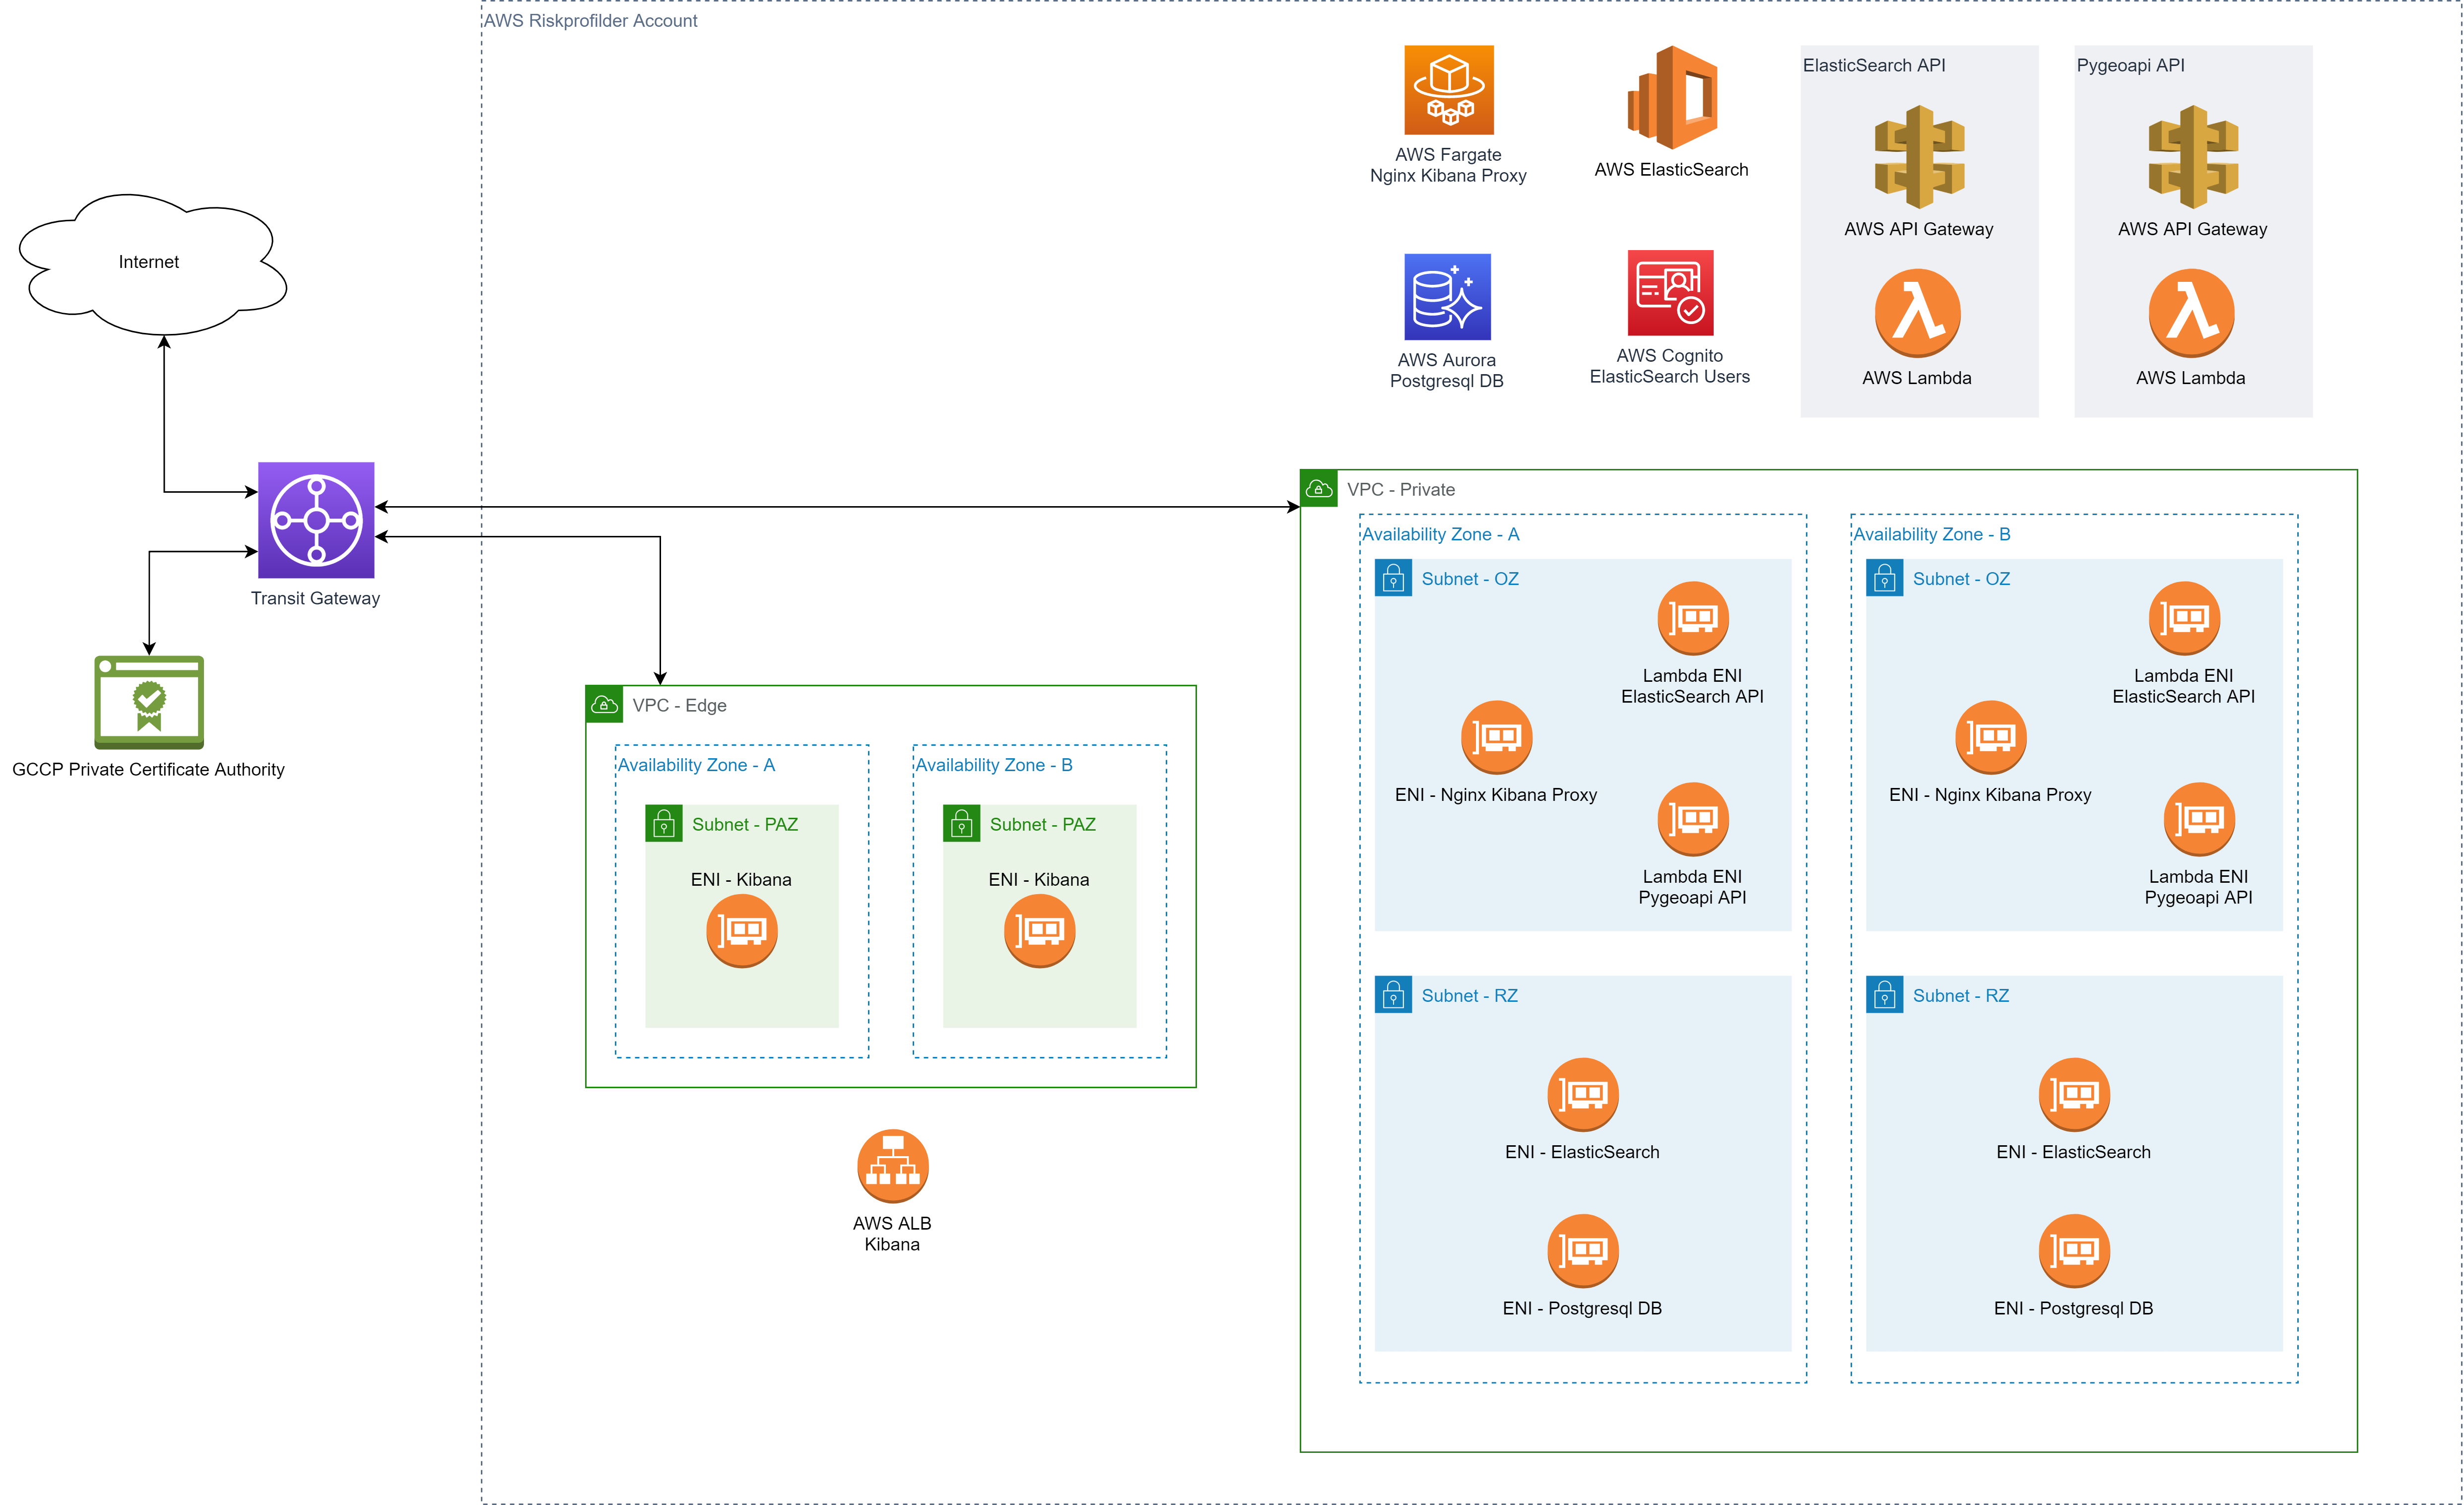 AWS Riskprofilder Account
AWS Fargate
Nginx Kibana Proxy
AWS ElasticSearch
ElasticSearch API
AWS API Gateway
AWS Lambda
Pygeoapi API
AWS API Gateway
AWS Lambda
AWS Aurora
Postgresql DB
AWS Cognito
ElasticSearch Users
Internet
Transit Gateway
GCCP Private Certificate Authority
VPC - Edge
Availability Zone - A
Subnet - PAZ
ENI - Kibana
Availability Zone - B
Subnet - PAZ
ENI - Kibana
AWS ALB
Kibana
VPC - Private
Availability Zone - A
Subnet - OZ
Lambda ENI
ElasticSearch API
ENI - Nginx Kibana Proxy
Lambda ENI
Pygeoapi API
Subnet - RZ
ENI - ElasticSearch
ENI - Postgresql DB
Availability Zone - B
Subnet - OZ
Lambda ENI
ElasticSearch API
ENI - Nginx Kibana Proxy
Lambda ENI
Pygeoapi API
Subnet - RZ
ENI - ElasticSearch
ENI - Postgresql DB